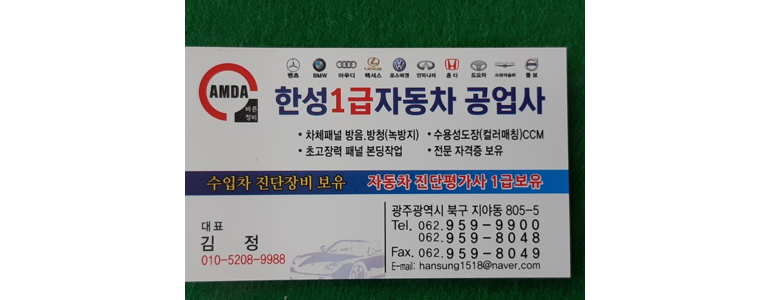 AMDA
바른
정비
벤츠 BMW 아우디 렉서스 폭스바겐 인피니티 혼다 도요타 크라이슬러 볼보
한성1급자동차 공업사
• 차체패널 방음.방청(녹방지) • 수용성도장(컬러매칭)CCM
• 초고장력 패널 본딩작업 • 전문 자격증 보유
수입차 진단장비 보유 자동차 진단평가사 1급보유
대표
김 정
010-5208-9988
광주광역시 북구 지야동 805-5
Tel. 062.959-9900
062.959-8048
Fax. 062.959-8049
E-mail: hansung1518@naver.com